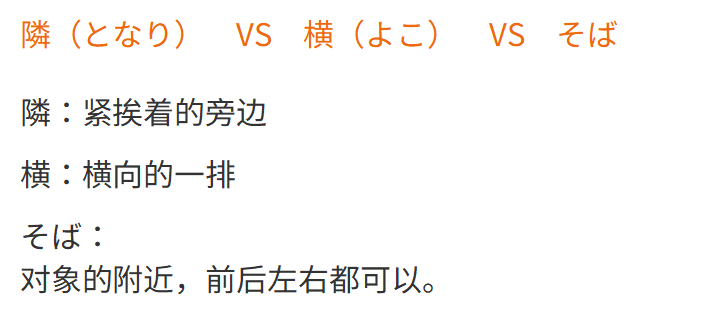 隣（となり）　VS　横（よこ）　VS　そば
隣：紧挨着的旁边
横：横向的一排
そば：
对象的附近，前后左右都可以。